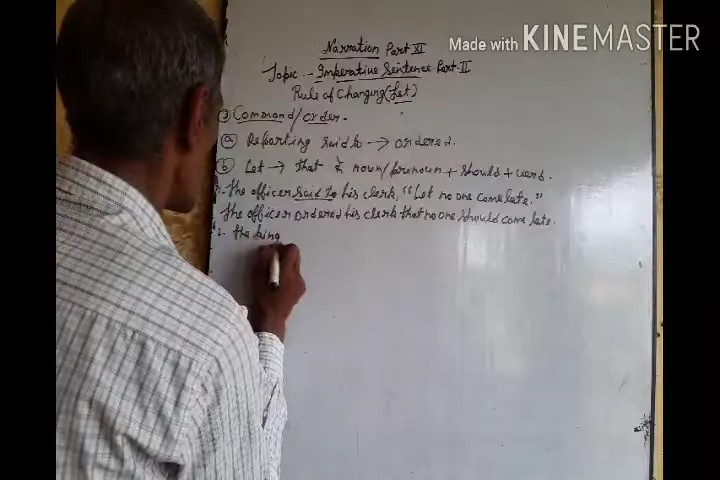 Narration Part XI
Topic - Imperative Sentence Part-II
Rule of Changing (Let)
③ Command/order -
ⓐ Reporting said to → ordered.
ⓑ Let → that + noun/pronoun + should + verb.
1. The officer said to his clerk, "Let no one come late."
The officer ordered his clerk that no one should come late.
2. The king
Made with KINEMASTER